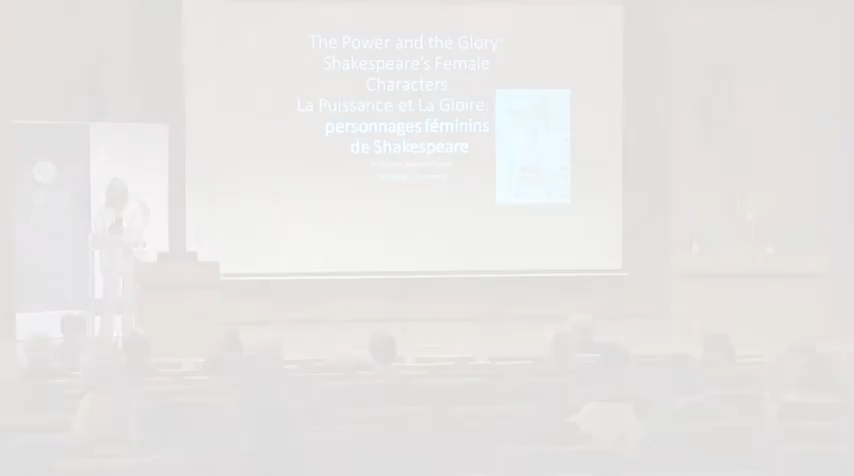 The Power and the Glory:
Shakespeare's Female
Characters
La Puissance et La Gloire.
personnages féminins
de Shakespeare